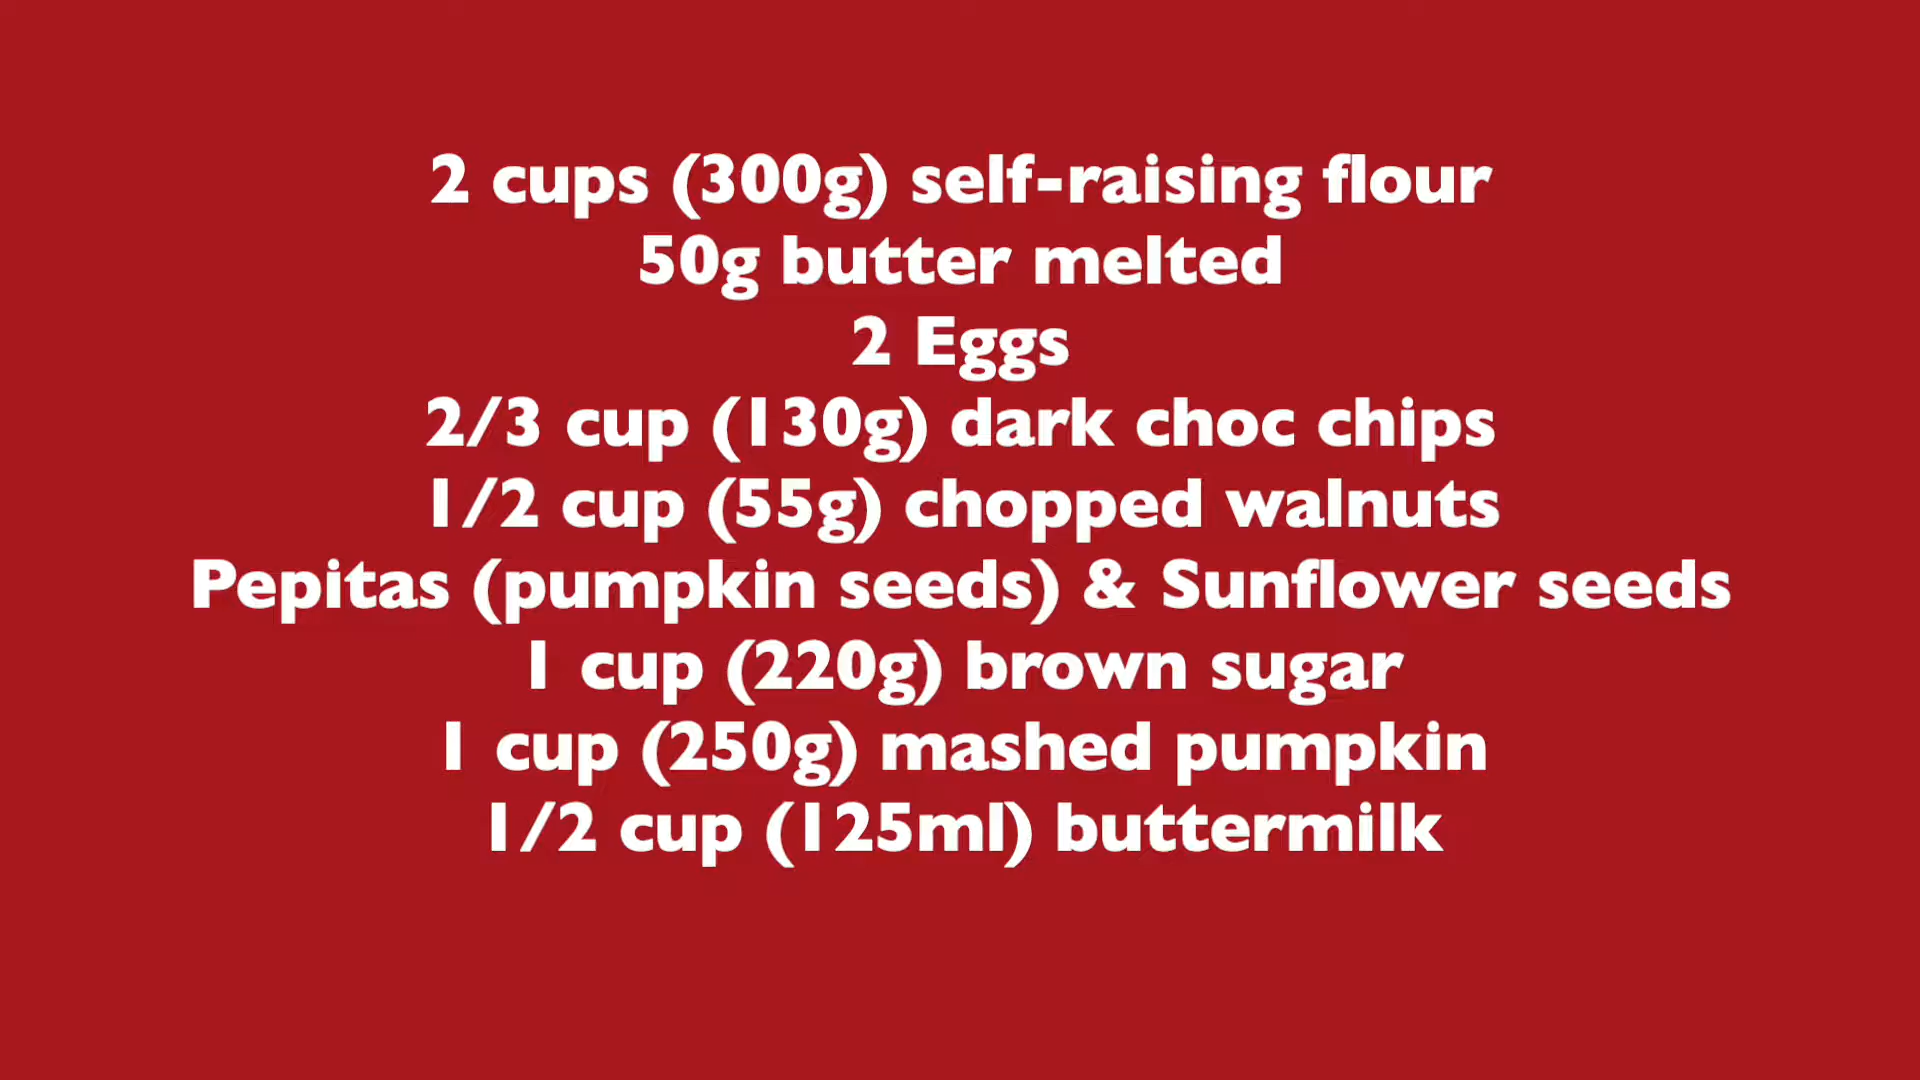 2 cups (300g) self-raising flour
50g butter melted
2 Eggs
2/3 cup (130g) dark choc chips
1/2 cup (55g) chopped walnuts
Pepitas (pumpkin seeds) & Sunflower seeds
1 cup (220g) brown sugar
1 cup (250g) mashed pumpkin
1/2 cup (125ml) buttermilk